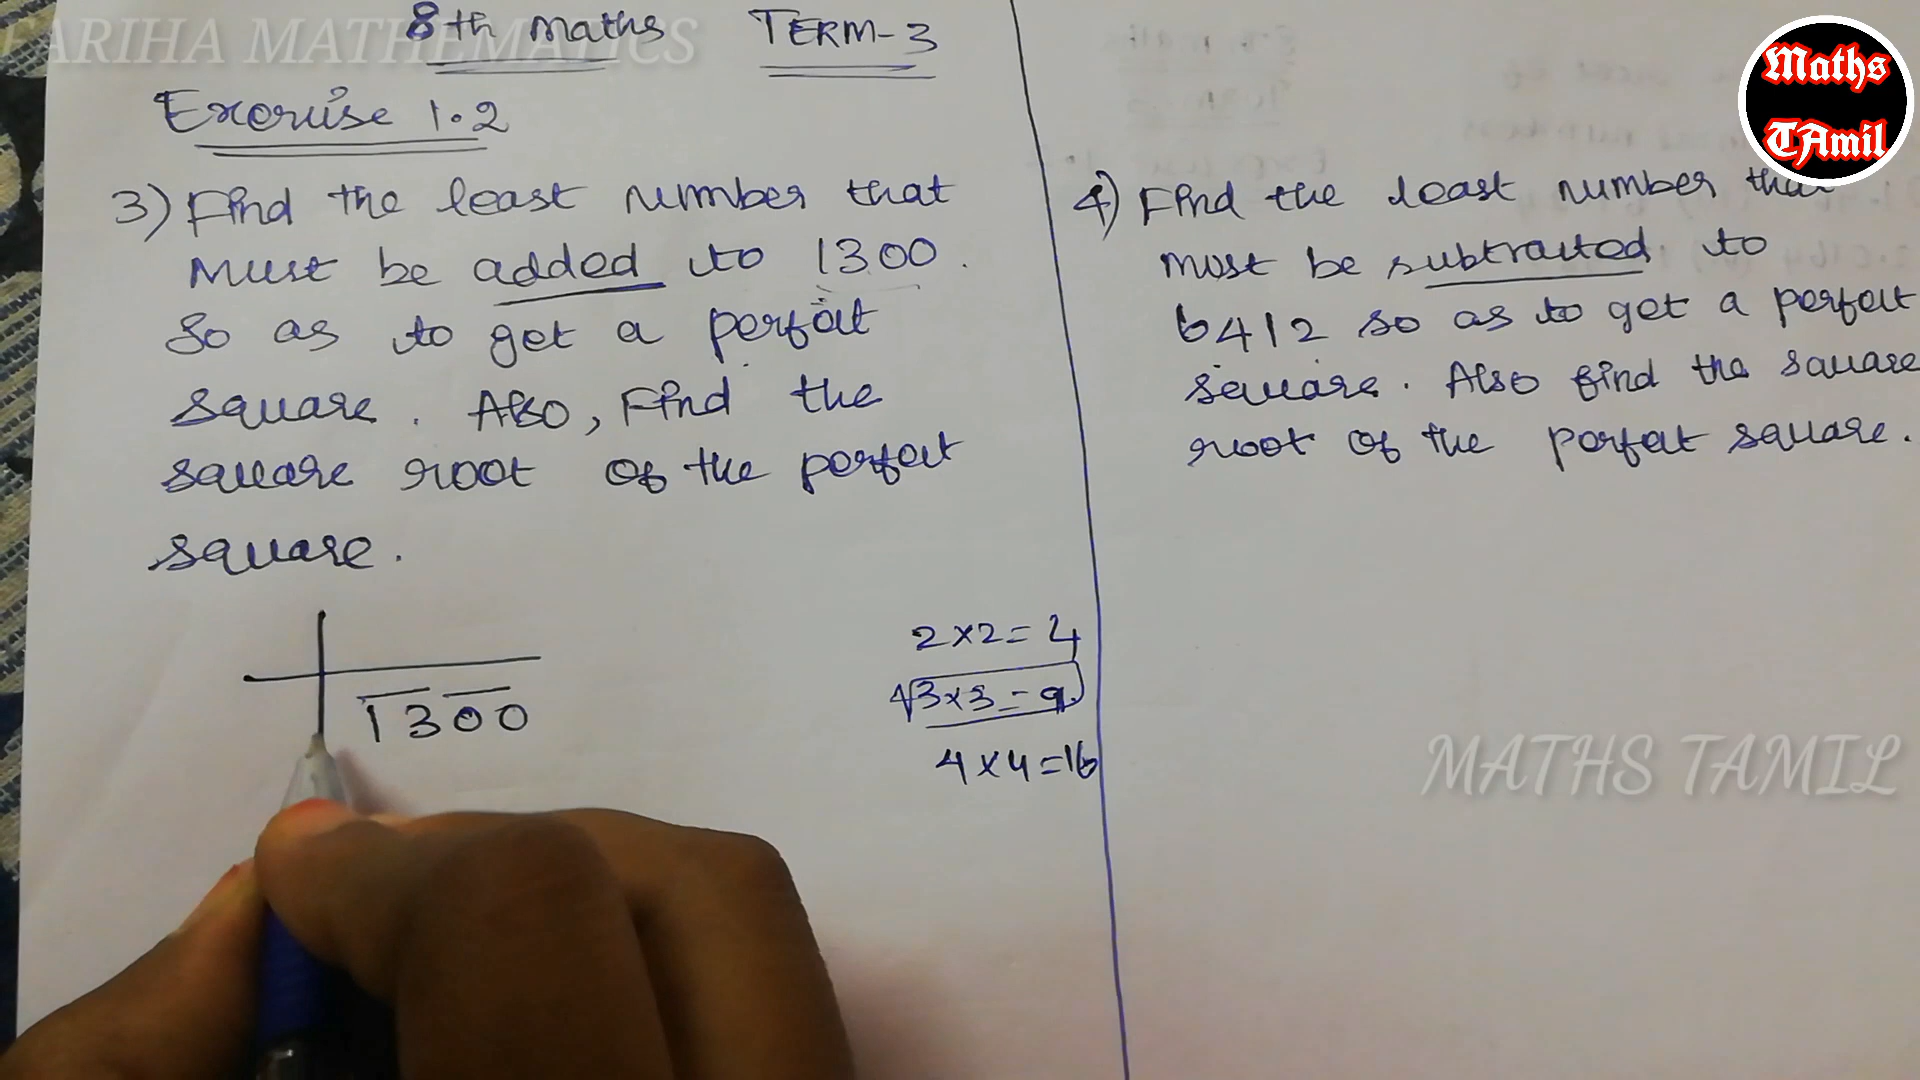 FARIHA MATHEMATICS
8th maths TERM-3
Exercise 1.2
3) Find the least number that
Must be added to 1300.
So as to get a perfect
square. Also, Find the
square root of the perfect
square.
1300
2×2=4
√3×3=9
4×4=16
4) Find the least number that
must be subtracted to
6412 so as to get a perfect
square. Also find the square
root of the perfect square.
Maths
TAmil
MATHS TAMIL